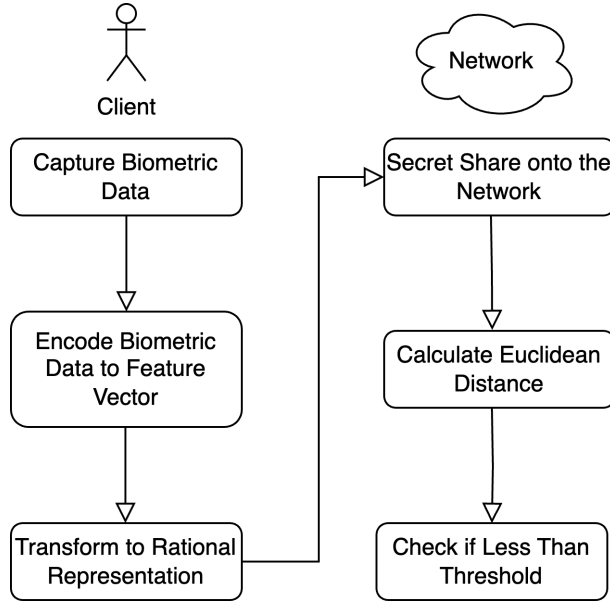 Client
Capture Biometric
Data
Encode Biometric
Data to Feature
Vector
Transform to Rational
Representation
Network
Secret Share onto the
Network
Calculate Euclidean
Distance
Check if Less Than
Threshold